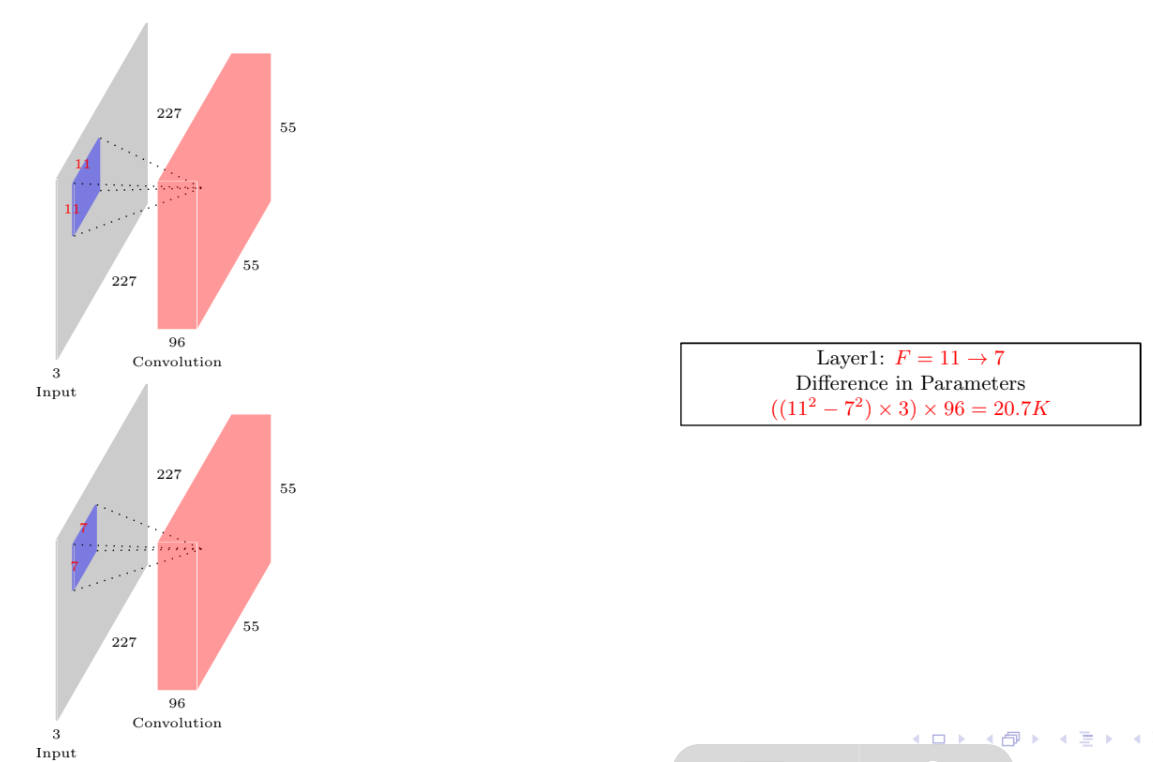 227
55
11
11
55
227
96
Convolution
3
Input
Layer1: F = 11 → 7
Difference in Parameters
((11² − 7²) × 3) × 96 = 20.7K
227
55
7
7
55
227
96
Convolution
3
Input